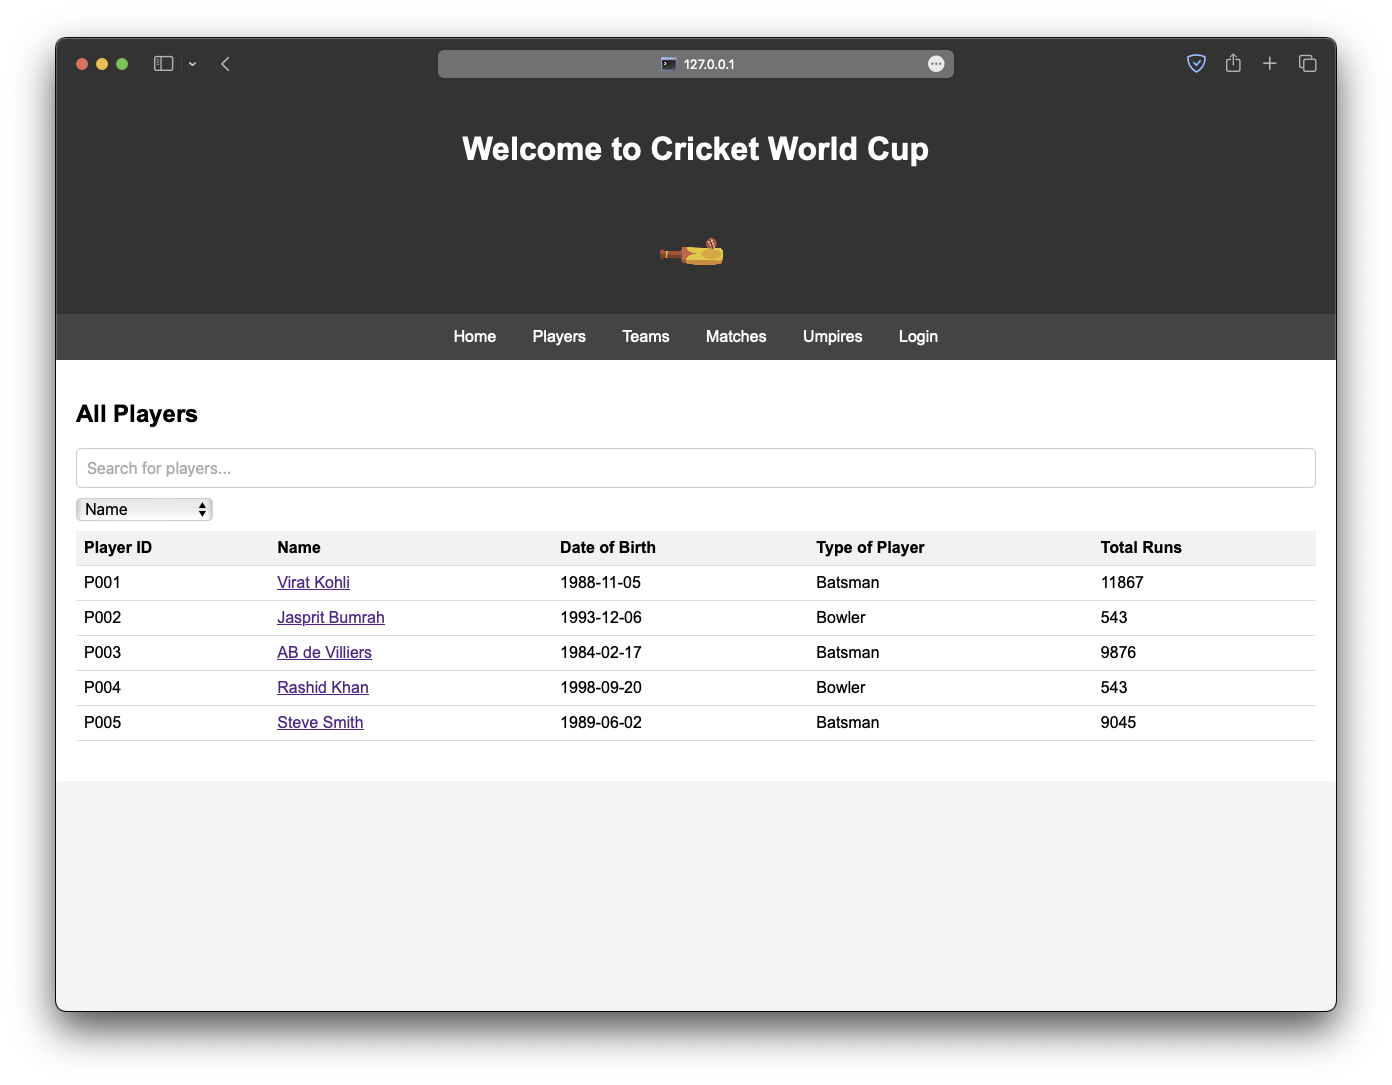 127.0.0.1
Welcome to Cricket World Cup
Home Players Teams Matches Umpires Login
All Players
Search for players...
Name
Player ID Name Date of Birth Type of Player Total Runs
P001 Virat Kohli 1988-11-05 Batsman 11867
P002 Jasprit Bumrah 1993-12-06 Bowler 543
P003 AB de Villiers 1984-02-17 Batsman 9876
P004 Rashid Khan 1998-09-20 Bowler 543
P005 Steve Smith 1989-06-02 Batsman 9045